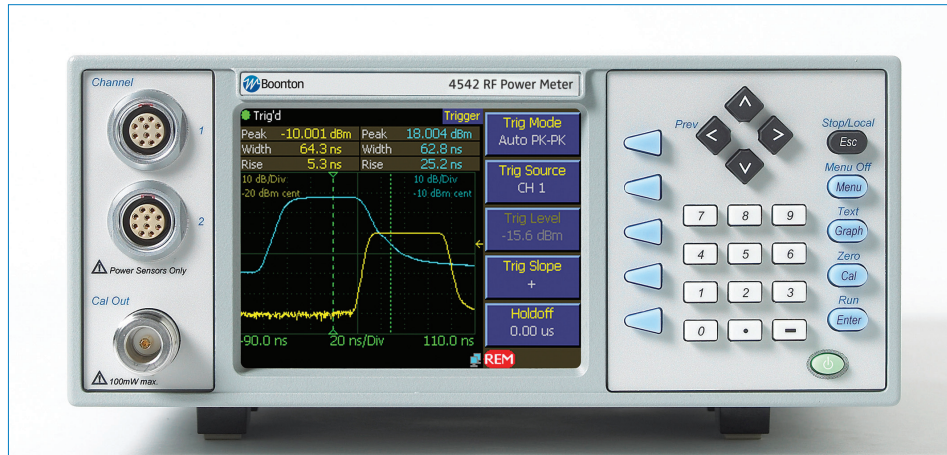 Boonton
4542 RF Power Meter
Channel
1
2
Power Sensors Only
Cal Out
100mW max.
Trig'd
Trigger
Peak -10.001 dBm Peak 18.004 dBm
Width 64.3 ns Width 62.8 ns
Rise 5.3 ns Rise 25.2 ns
10 dB/Div 10 dB/Div
-20 dBm cent -10 dBm cent
-90.0 ns 20 ns/Div 110.0 ns
REM
Trig Mode
Auto PK-PK
Trig Source
CH 1
Trig Level
-15.6 dBm
Trig Slope
+
Holdoff
0.00 us
Prev
Stop/Local
Esc
Menu Off
Menu
Text
Graph
Zero
Cal
Run
Enter
7 8 9
4 5 6
1 2 3
0 • −